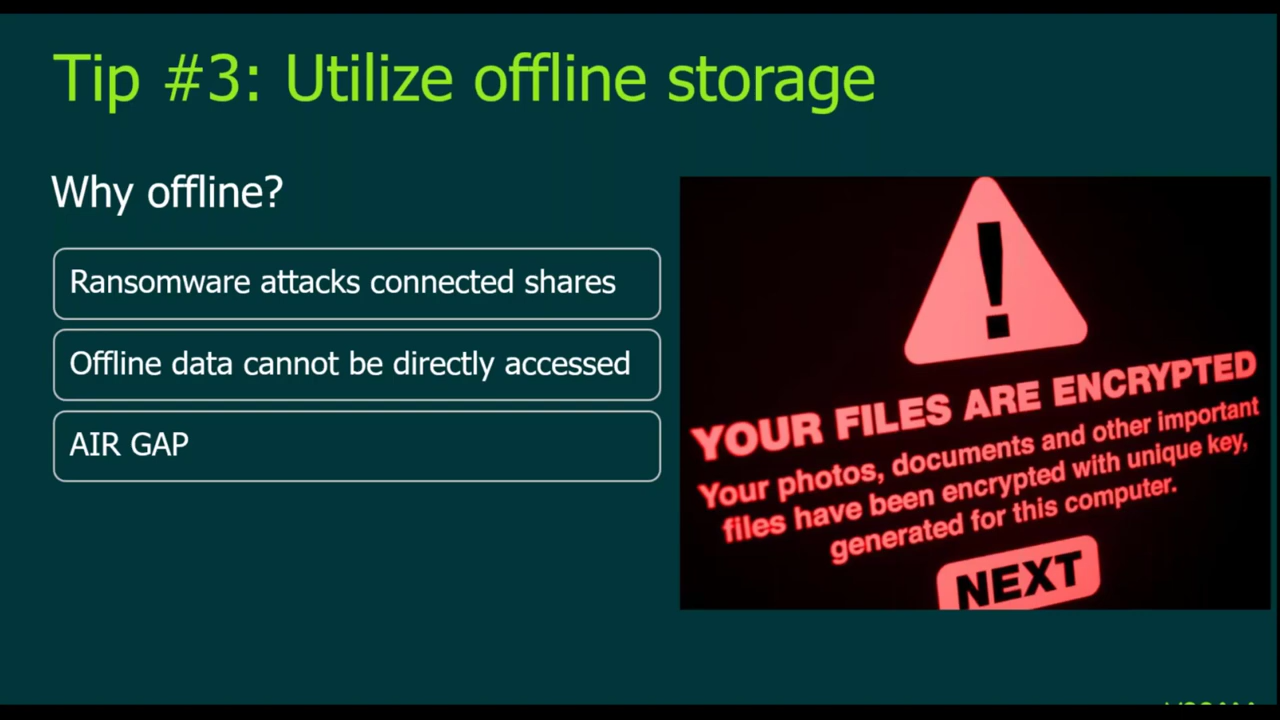 Tip #3: Utilize offline storage
Why offline?
Ransomware attacks connected shares
Offline data cannot be directly accessed
AIR GAP
!
YOUR FILES ARE ENCRYPTED
Your photos, documents and other important
files have been encrypted with unique key,
generated for this computer.
NEXT